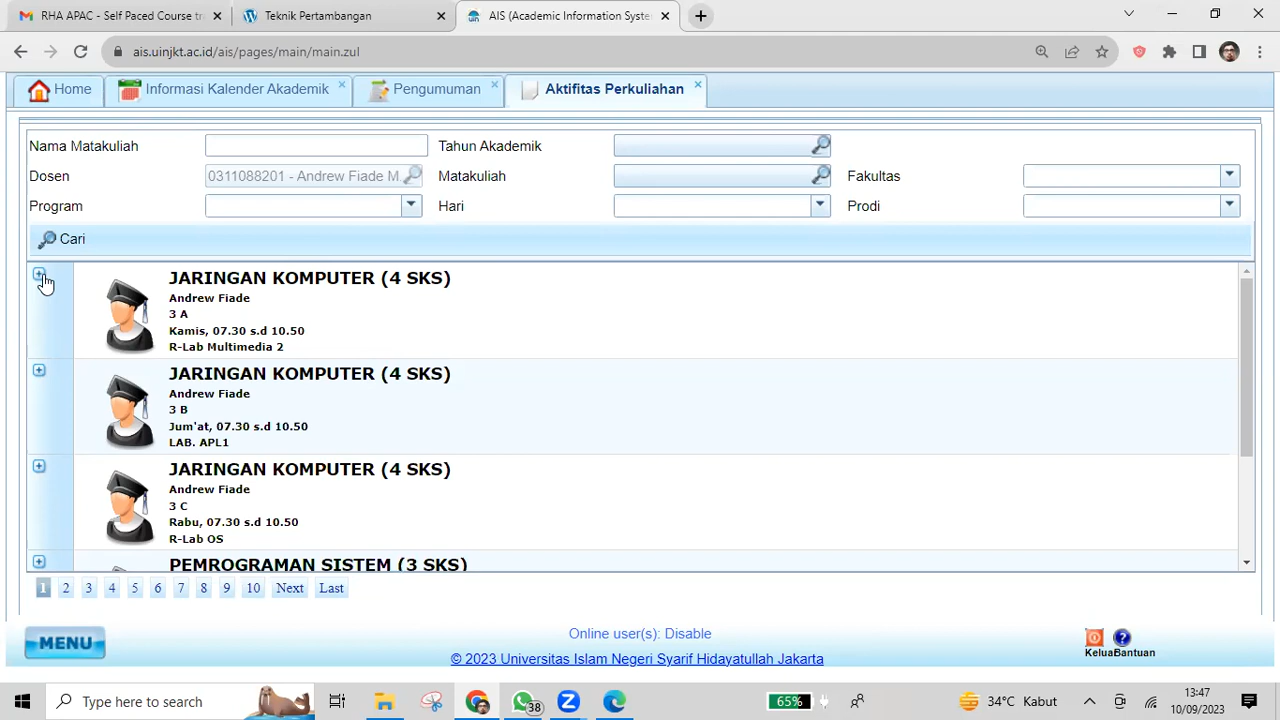 RHA APAC - Self Paced Course tr
Teknik Pertambangan
AIS (Academic Information Syste
ais.uinjkt.ac.id/ais/pages/main/main.zul
Home
Informasi Kalender Akademik
Pengumuman
Aktifitas Perkuliahan
Nama Matakuliah
Tahun Akademik
Dosen
0311088201 - Andrew Fiade M.
Matakuliah
Fakultas
Program
Hari
Prodi
Cari
JARINGAN KOMPUTER (4 SKS)
Andrew Fiade
3 A
Kamis, 07.30 s.d 10.50
R-Lab Multimedia 2
JARINGAN KOMPUTER (4 SKS)
Andrew Fiade
3 B
Jum'at, 07.30 s.d 10.50
LAB. APL1
JARINGAN KOMPUTER (4 SKS)
Andrew Fiade
3 C
Rabu, 07.30 s.d 10.50
R-Lab OS
PEMROGRAMAN SISTEM (3 SKS)
1 2 3 4 5 6 7 8 9 10 Next Last
MENU
Online user(s): Disable
KeluaBantuan
© 2023 Universitas Islam Negeri Syarif Hidayatullah Jakarta
Type here to search
38
65%
34°C Kabut
13:47
10/09/2023